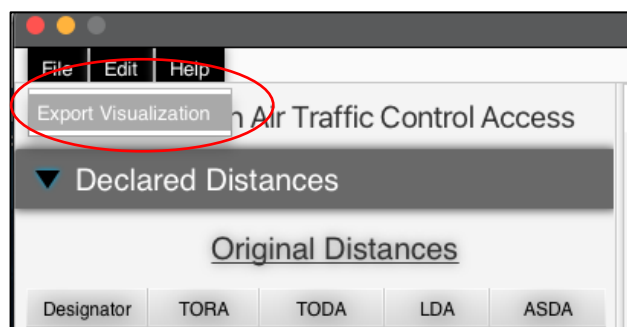 File Edit Help
Export Visualization
Air Traffic Control Access
Declared Distances
Original Distances
Designator TORA TODA LDA ASDA